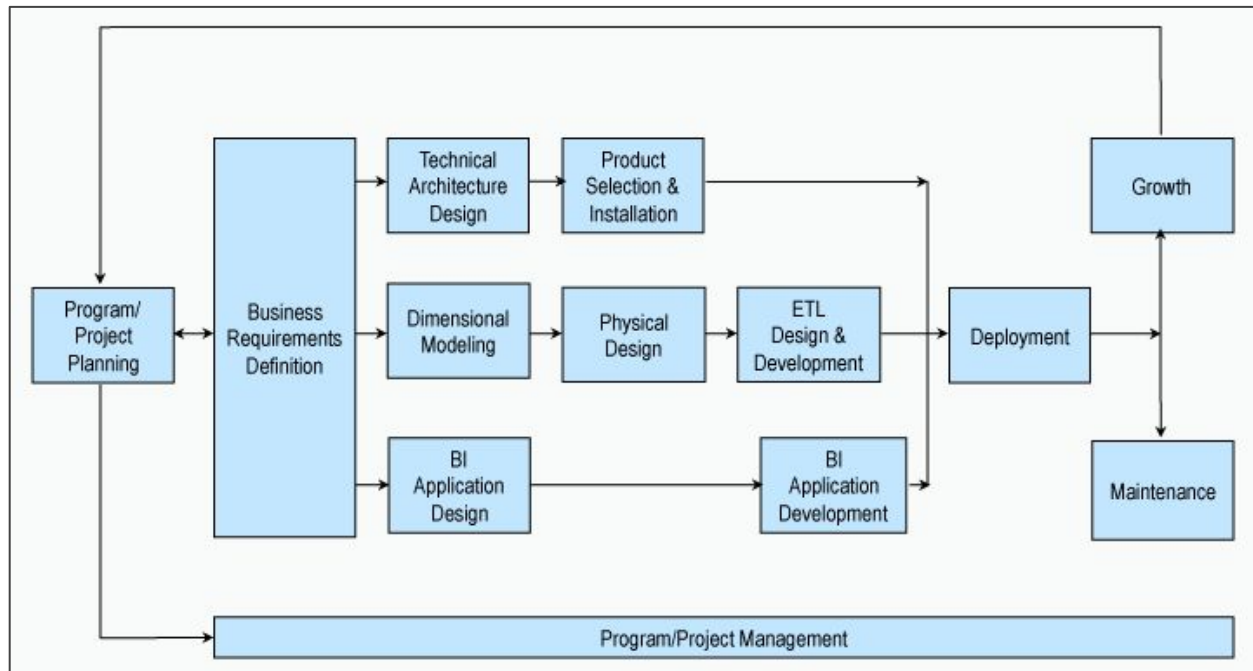 Technical
Architecture
Design
Product
Selection &
Installation
Growth
Program/
Project
Planning
Business
Requirements
Definition
Dimensional
Modeling
Physical
Design
ETL
Design &
Development
Deployment
BI
Application
Design
BI
Application
Development
Maintenance
Program/Project Management